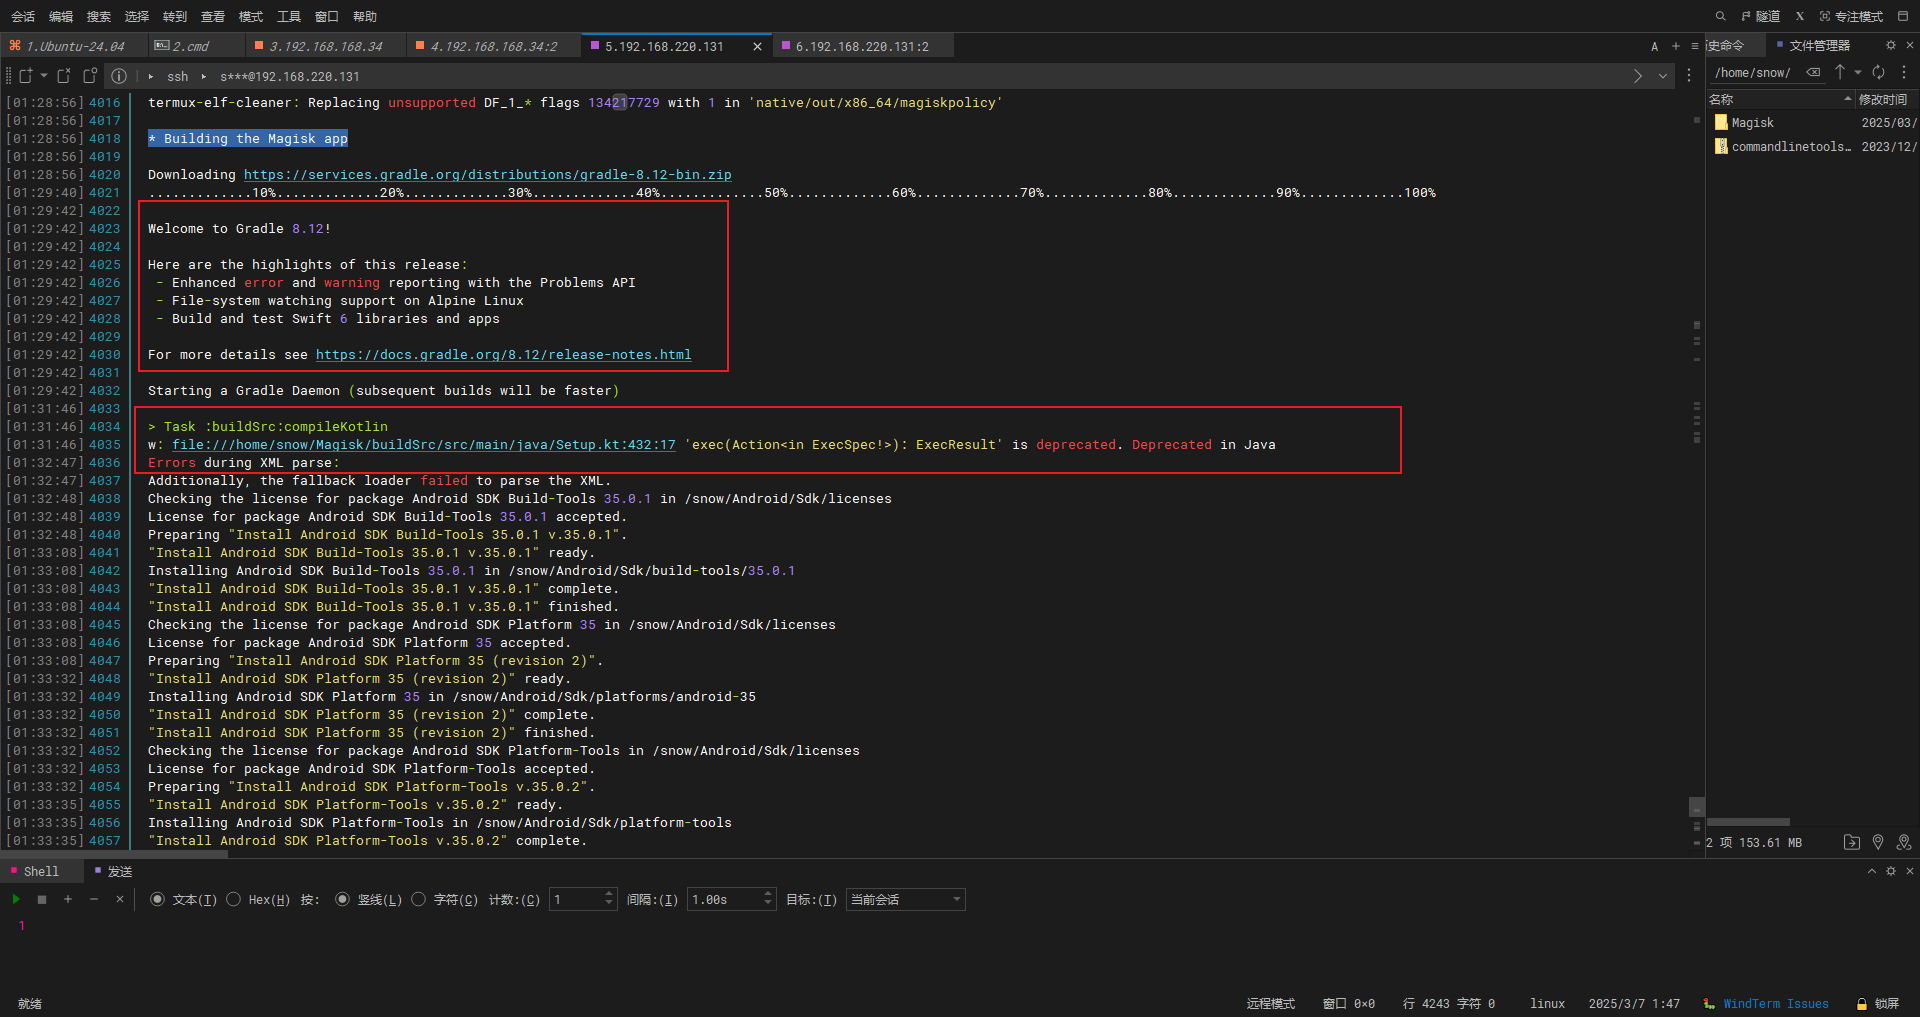 会话 编辑 搜索 选择 转到 查看 模式 工具 窗口 帮助 隧道 X 专注模式
1.Ubuntu-24.04 2.cmd 3.192.168.168.34 4.192.168.168.34:2 5.192.168.220.131 6.192.168.220.131:2 A 史命令 文件管理器
ssh s***@192.168.220.131 /home/snow/
名称 修改时间
Magisk 2025/03/
commandlinetools… 2023/12/
[01:28:56] 4016 termux-elf-cleaner: Replacing unsupported DF_1_* flags 134217729 with 1 in 'native/out/x86_64/magiskpolicy'
[01:28:56] 4017
[01:28:56] 4018 * Building the Magisk app
[01:28:56] 4019
[01:28:56] 4020 Downloading https://services.gradle.org/distributions/gradle-8.12-bin.zip
[01:29:40] 4021 .............10%.............20%.............30%.............40%.............50%.............60%.............70%.............80%.............90%.............100%
[01:29:42] 4022
[01:29:42] 4023 Welcome to Gradle 8.12!
[01:29:42] 4024
[01:29:42] 4025 Here are the highlights of this release:
[01:29:42] 4026 - Enhanced error and warning reporting with the Problems API
[01:29:42] 4027 - File-system watching support on Alpine Linux
[01:29:42] 4028 - Build and test Swift 6 libraries and apps
[01:29:42] 4029
[01:29:42] 4030 For more details see https://docs.gradle.org/8.12/release-notes.html
[01:29:42] 4031
[01:29:42] 4032 Starting a Gradle Daemon (subsequent builds will be faster)
[01:31:46] 4033
[01:31:46] 4034 > Task :buildSrc:compileKotlin
[01:31:46] 4035 w: file:///home/snow/Magisk/buildSrc/src/main/java/Setup.kt:432:17 'exec(Action<in ExecSpec!>): ExecResult' is deprecated. Deprecated in Java
[01:32:47] 4036 Errors during XML parse:
[01:32:47] 4037 Additionally, the fallback loader failed to parse the XML.
[01:32:48] 4038 Checking the license for package Android SDK Build-Tools 35.0.1 in /snow/Android/Sdk/licenses
[01:32:48] 4039 License for package Android SDK Build-Tools 35.0.1 accepted.
[01:32:48] 4040 Preparing "Install Android SDK Build-Tools 35.0.1 v.35.0.1".
[01:33:08] 4041 "Install Android SDK Build-Tools 35.0.1 v.35.0.1" ready.
[01:33:08] 4042 Installing Android SDK Build-Tools 35.0.1 in /snow/Android/Sdk/build-tools/35.0.1
[01:33:08] 4043 "Install Android SDK Build-Tools 35.0.1 v.35.0.1" complete.
[01:33:08] 4044 "Install Android SDK Build-Tools 35.0.1 v.35.0.1" finished.
[01:33:08] 4045 Checking the license for package Android SDK Platform 35 in /snow/Android/Sdk/licenses
[01:33:08] 4046 License for package Android SDK Platform 35 accepted.
[01:33:08] 4047 Preparing "Install Android SDK Platform 35 (revision 2)".
[01:33:32] 4048 "Install Android SDK Platform 35 (revision 2)" ready.
[01:33:32] 4049 Installing Android SDK Platform 35 in /snow/Android/Sdk/platforms/android-35
[01:33:32] 4050 "Install Android SDK Platform 35 (revision 2)" complete.
[01:33:32] 4051 "Install Android SDK Platform 35 (revision 2)" finished.
[01:33:32] 4052 Checking the license for package Android SDK Platform-Tools in /snow/Android/Sdk/licenses
[01:33:32] 4053 License for package Android SDK Platform-Tools accepted.
[01:33:32] 4054 Preparing "Install Android SDK Platform-Tools v.35.0.2".
[01:33:35] 4055 "Install Android SDK Platform-Tools v.35.0.2" ready.
[01:33:35] 4056 Installing Android SDK Platform-Tools in /snow/Android/Sdk/platform-tools
[01:33:35] 4057 "Install Android SDK Platform-Tools v.35.0.2" complete.
2 项 153.61 MB
Shell 发送
文本(T) Hex(H) 按: 竖线(L) 字符(C) 计数:(C) 1 间隔:(I) 1.00s 目标:(T) 当前会话
1
就绪 远程模式 窗口 0×0 行 4243 字符 0 linux 2025/3/7 1:47 WindTerm Issues 锁屏